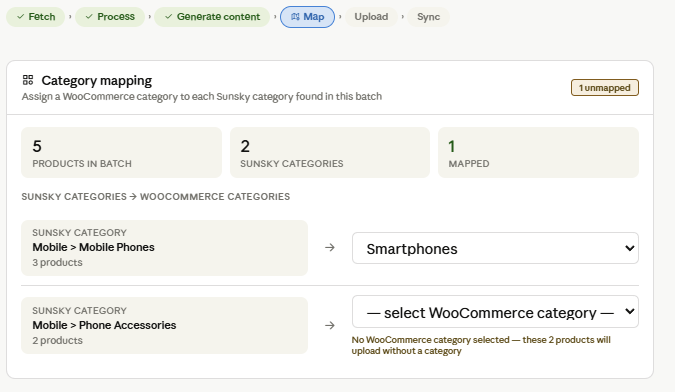 Fetch › Process › Generate content › Map › Upload › Sync
Category mapping
Assign a WooCommerce category to each Sunsky category found in this batch
1 unmapped
5
PRODUCTS IN BATCH
2
SUNSKY CATEGORIES
1
MAPPED
SUNSKY CATEGORIES → WOOCOMMERCE CATEGORIES
SUNSKY CATEGORY
Mobile > Mobile Phones
3 products
→
Smartphones
SUNSKY CATEGORY
Mobile > Phone Accessories
2 products
→
— select WooCommerce category —
No WooCommerce category selected — these 2 products will
upload without a category